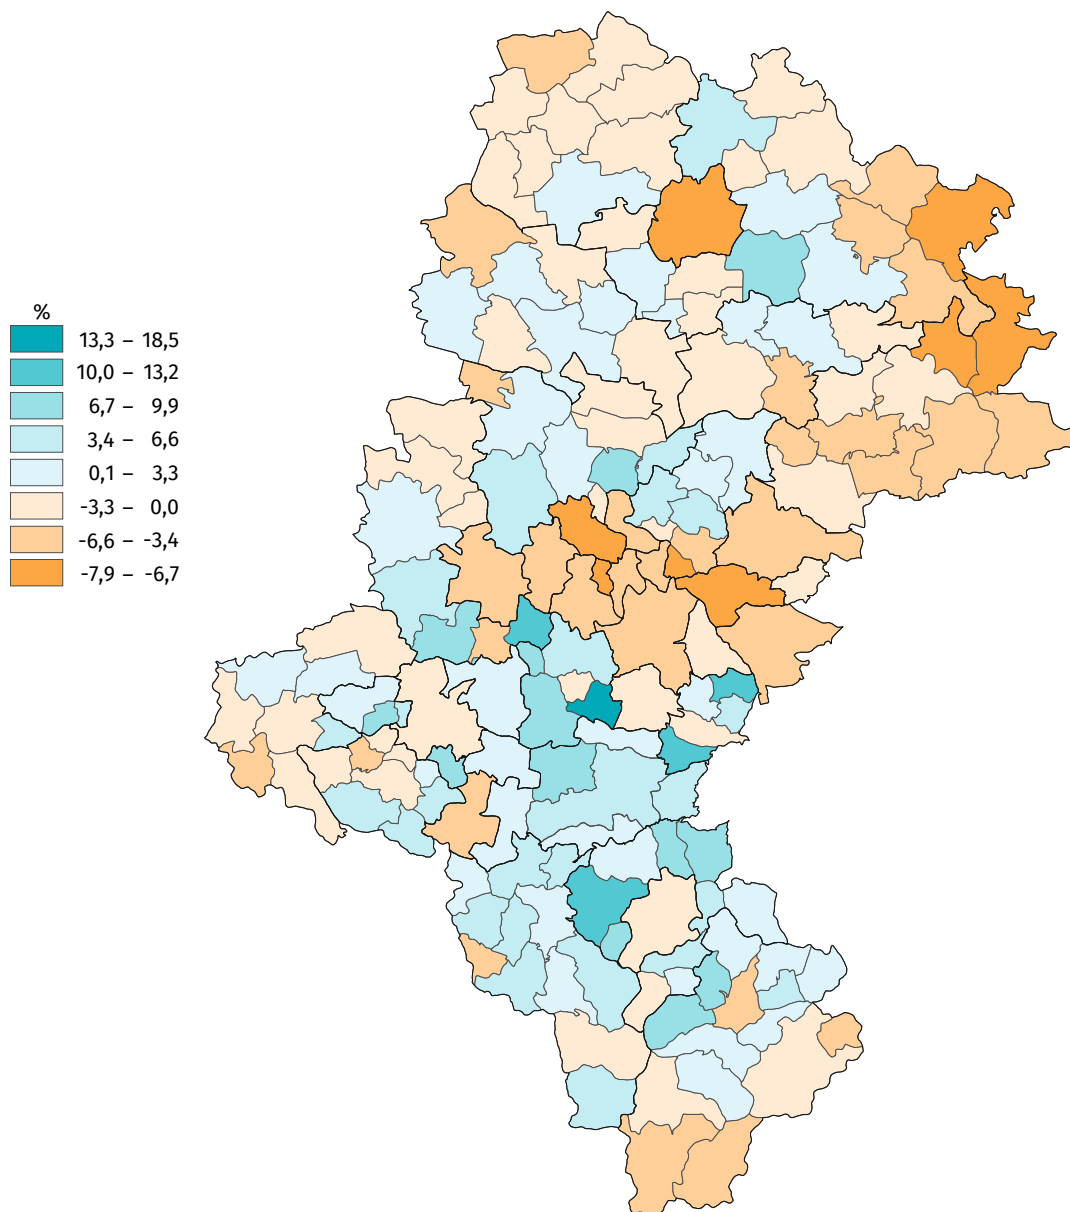 %
13,3 – 18,5
10,0 – 13,2
6,7 – 9,9
3,4 – 6,6
0,1 – 3,3
-3,3 – 0,0
-6,6 – -3,4
-7,9 – -6,7